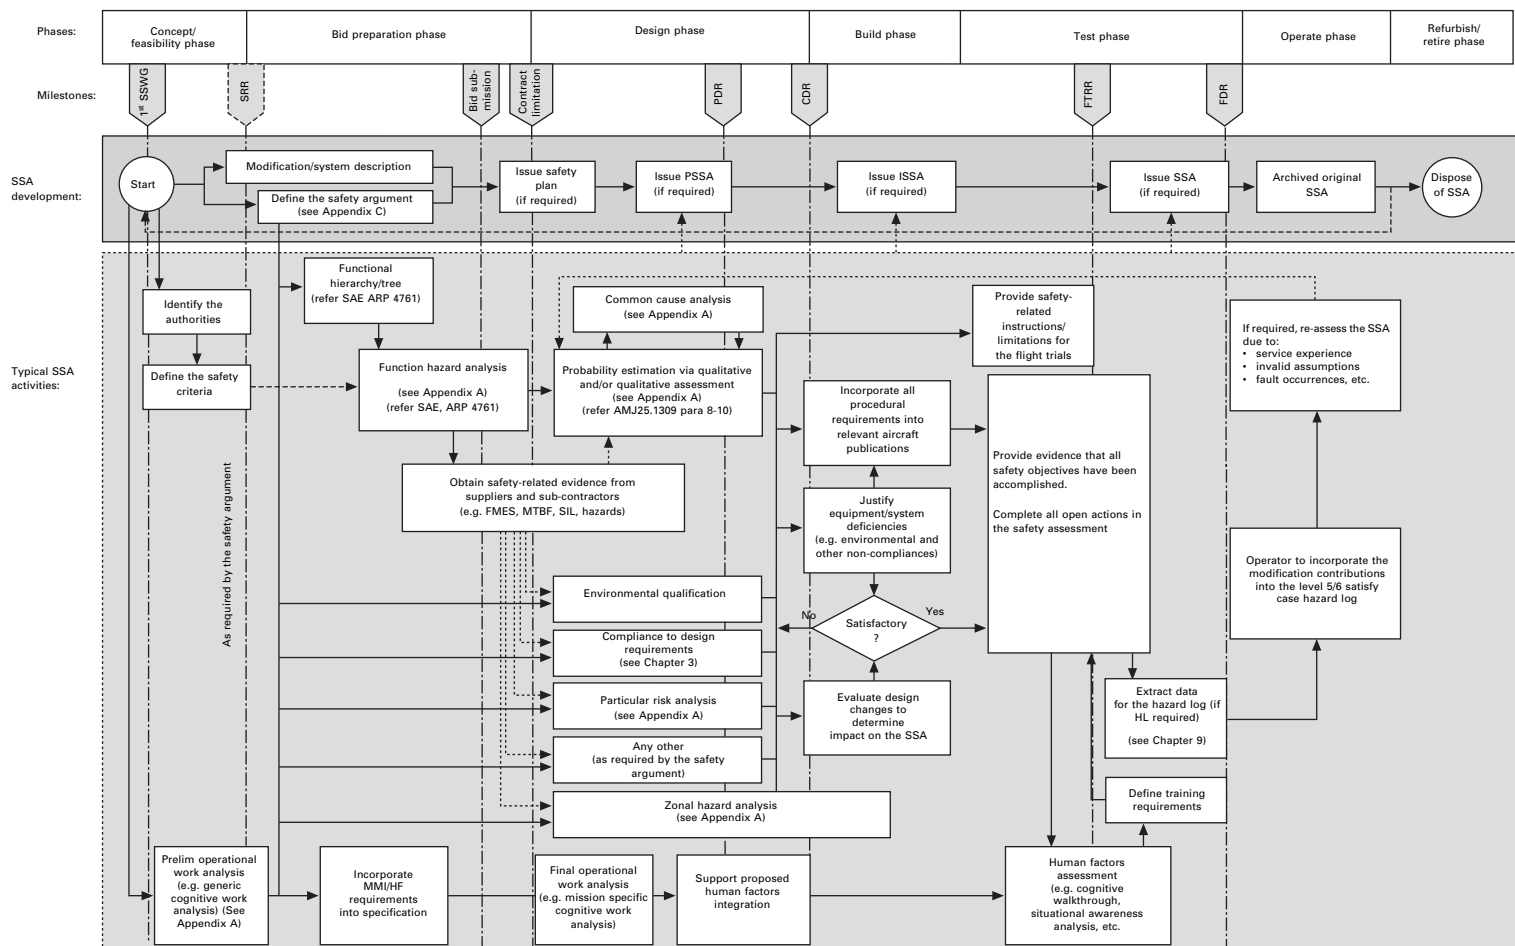 Phases:
Concept/
feasibility phase
Bid preparation phase
Design phase
Build phase
Test phase
Operate phase
Refurbish/
retire phase
Milestones:
1st SSWG
SRR
Bid sub-
mission
Contract
limitation
PDR
CDR
FTRR
FDR
SSA
development:
Start
Modification/system description
Define the safety argument
(see Appendix C)
Issue safety
plan
(if required)
Issue PSSA
(if required)
Issue ISSA
(if required)
Issue SSA
(if required)
Archived original
SSA
Dispose
of SSA
Typical SSA
activities:
Identify the
authorities
Define the safety
criteria
As required by the safety argument
Functional
hierarchy/tree
(refer SAE ARP 4761)
Function hazard analysis
(see Appendix A)
(refer SAE, ARP 4761)
Obtain safety-related evidence from
suppliers and sub-contractors
(e.g. FMES, MTBF, SIL, hazards)
Common cause analysis
(see Appendix A)
Probability estimation via qualitative
and/or qualitative assessment
(see Appendix A)
(refer AMJ25.1309 para 8-10)
Environmental qualification
Compliance to design
requirements
(see Chapter 3)
Particular risk analysis
(see Appendix A)
Any other
(as required by the safety
argument)
Zonal hazard analysis
(see Appendix A)
Incorporate all
procedural
requirements into
relevant aircraft
publications
Justify
equipment/system
deficiencies
(e.g. environmental and
other non-compliances)
No
Satisfactory
?
Yes
Evaluate design
changes to
determine
impact on the SSA
Provide safety-
related
instructions/
limitations for
the flight trials
Provide evidence that all
safety objectives have been
accomplished.
Complete all open actions in
the safety assessment
Extract data
for the hazard log (if
HL required)
(see Chapter 9)
Define training
requirements
If required, re-assess the SSA
due to:
• service experience
• invalid assumptions
• fault occurrences, etc.
Operator to incorporate the
modification contributions
into the level 5/6 satisfy
case hazard log
Prelim operational
work analysis
(e.g. generic
cognitive work
analysis) (See
Appendix A)
Incorporate
MMI/HF
requirements
into specification
Final operational
work analysis
(e.g. mission specific
cognitive work
analysis)
Support proposed
human factors
integration
Human factors
assessment
(e.g. cognitive
walkthrough,
situational awareness
analysis, etc.